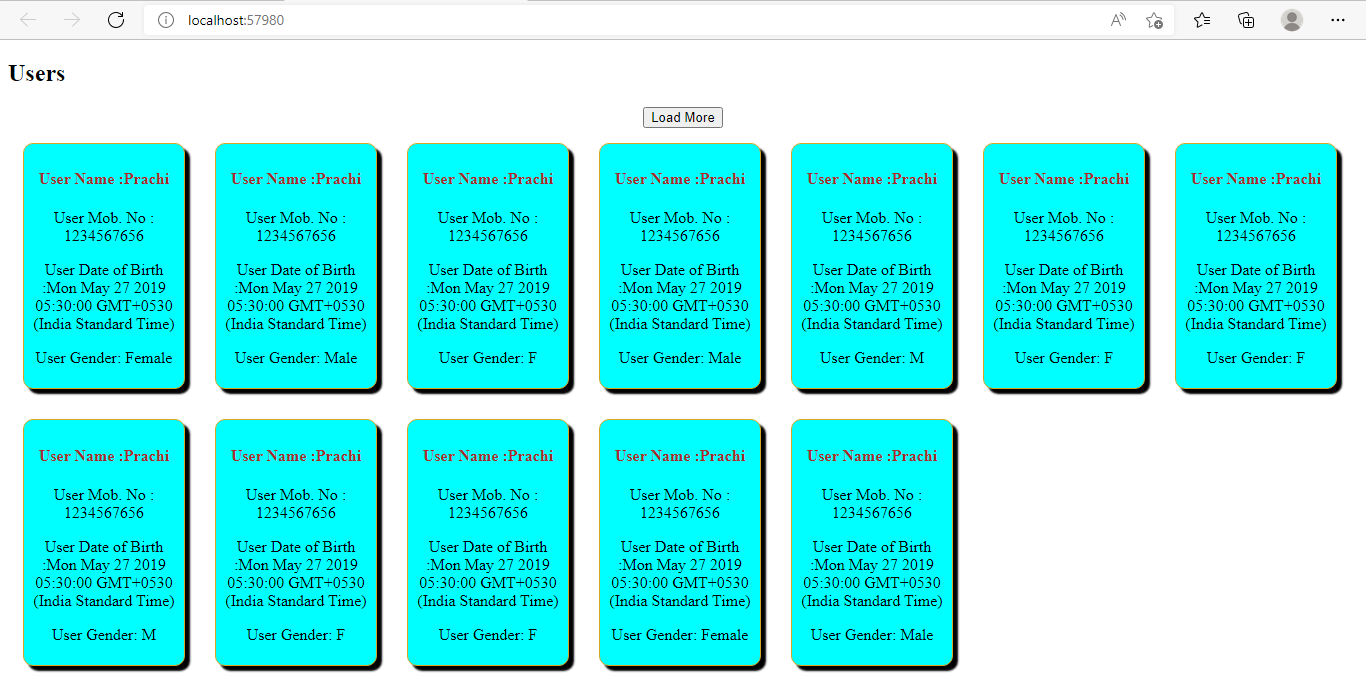 localhost:57980
Users
Load More
User Name :Prachi
User Mob. No :
1234567656
User Date of Birth
:Mon May 27 2019
05:30:00 GMT+0530
(India Standard Time)
User Gender: Female
User Name :Prachi
User Mob. No :
1234567656
User Date of Birth
:Mon May 27 2019
05:30:00 GMT+0530
(India Standard Time)
User Gender: Male
User Name :Prachi
User Mob. No :
1234567656
User Date of Birth
:Mon May 27 2019
05:30:00 GMT+0530
(India Standard Time)
User Gender: F
User Name :Prachi
User Mob. No :
1234567656
User Date of Birth
:Mon May 27 2019
05:30:00 GMT+0530
(India Standard Time)
User Gender: Male
User Name :Prachi
User Mob. No :
1234567656
User Date of Birth
:Mon May 27 2019
05:30:00 GMT+0530
(India Standard Time)
User Gender: M
User Name :Prachi
User Mob. No :
1234567656
User Date of Birth
:Mon May 27 2019
05:30:00 GMT+0530
(India Standard Time)
User Gender: F
User Name :Prachi
User Mob. No :
1234567656
User Date of Birth
:Mon May 27 2019
05:30:00 GMT+0530
(India Standard Time)
User Gender: F
User Name :Prachi
User Mob. No :
1234567656
User Date of Birth
:Mon May 27 2019
05:30:00 GMT+0530
(India Standard Time)
User Gender: M
User Name :Prachi
User Mob. No :
1234567656
User Date of Birth
:Mon May 27 2019
05:30:00 GMT+0530
(India Standard Time)
User Gender: F
User Name :Prachi
User Mob. No :
1234567656
User Date of Birth
:Mon May 27 2019
05:30:00 GMT+0530
(India Standard Time)
User Gender: F
User Name :Prachi
User Mob. No :
1234567656
User Date of Birth
:Mon May 27 2019
05:30:00 GMT+0530
(India Standard Time)
User Gender: Female
User Name :Prachi
User Mob. No :
1234567656
User Date of Birth
:Mon May 27 2019
05:30:00 GMT+0530
(India Standard Time)
User Gender: Male